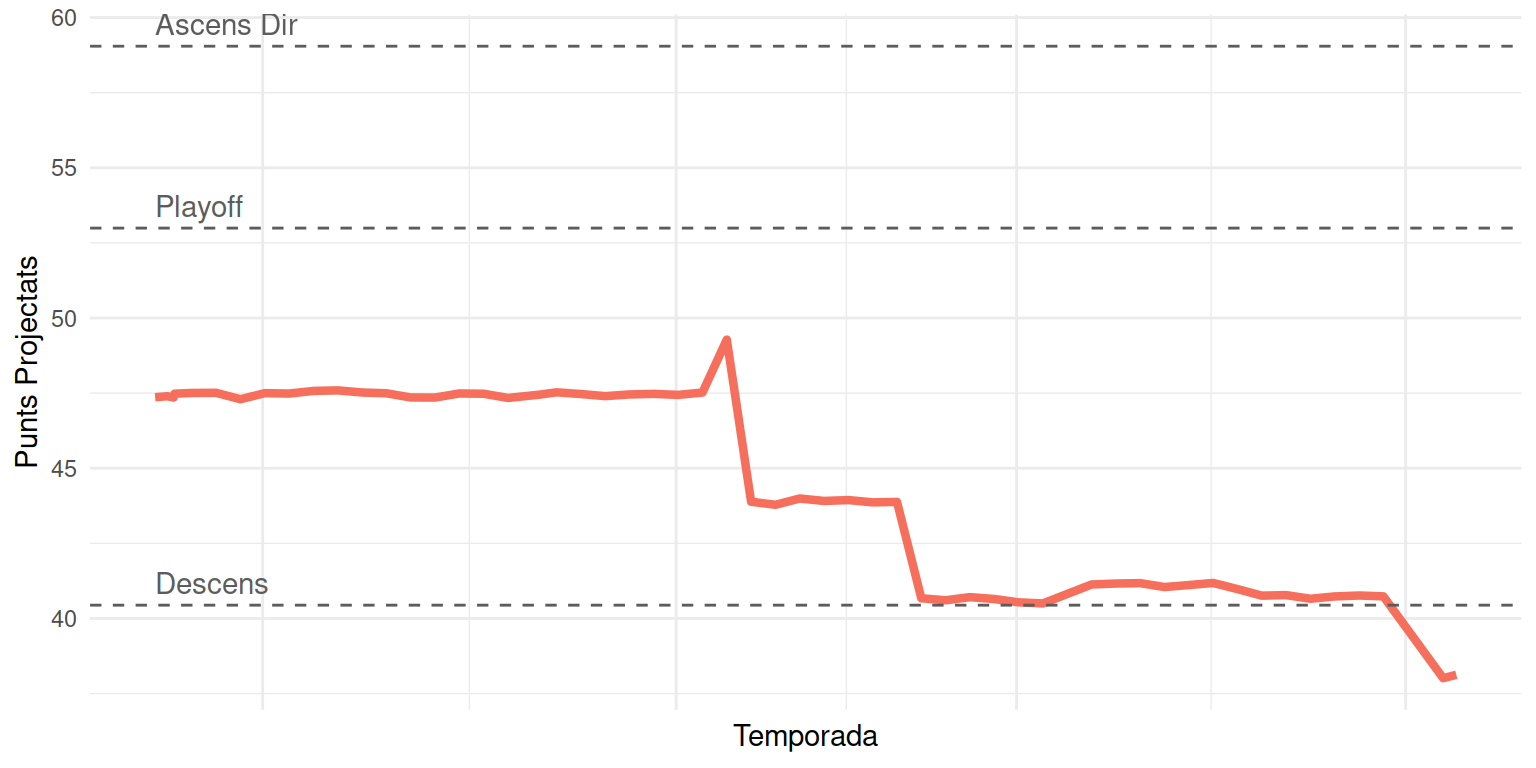 60
Ascens Dir
55
Playoff
50
45
Descens
40
Punts Projectats
Temporada